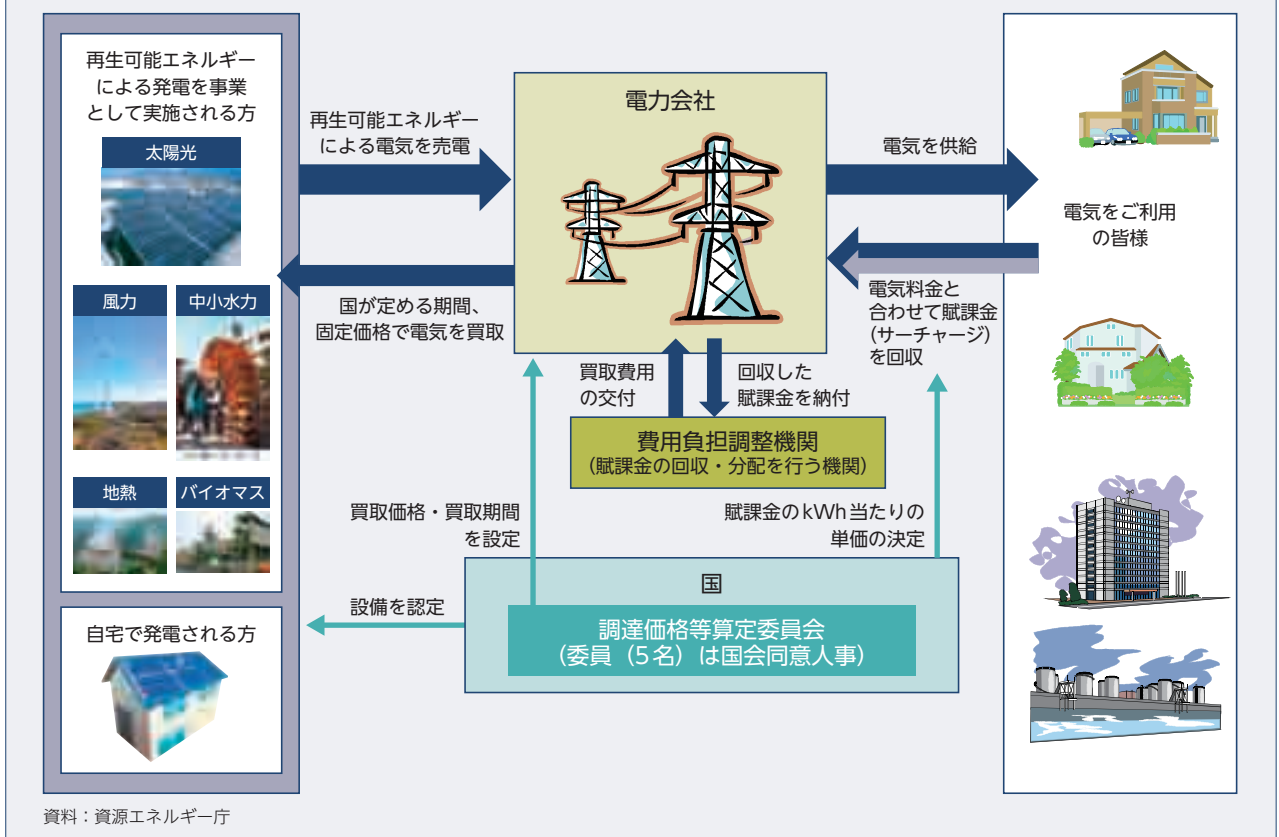 再生可能エネルギー
による発電を事業
として実施される方
太陽光
風力
中小水力
地熱
バイオマス
自宅で発電される方
再生可能エネルギー
による電気を売電
国が定める期間、
固定価格で電気を買取
電力会社
電気を供給
電気料金と
合わせて賦課金
(サーチャージ)
を回収
電気をご利用
の皆様
買取費用
の交付
回収した
賦課金を納付
費用負担調整機関
(賦課金の回収・分配を行う機関)
買取価格・買取期間
を設定
賦課金のkWh当たりの
単価の決定
設備を認定
国
調達価格等算定委員会
(委員(5名)は国会同意人事)
資料:資源エネルギー庁